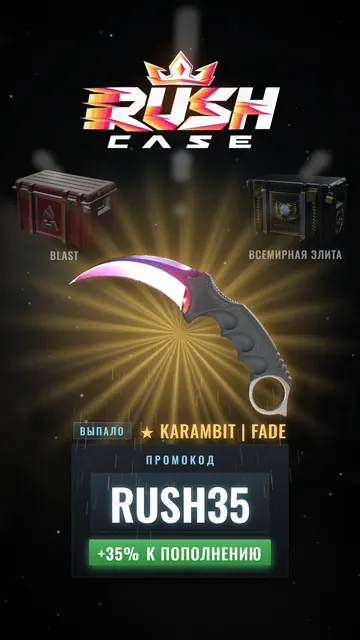 RUSH
CASE
BLAST
ВСЕМИРНАЯ ЭЛИТА
ВЫПАЛО
★ KARAMBIT | FADE
ПРОМОКОД
RUSH35
+35% К ПОПОЛНЕНИЮ